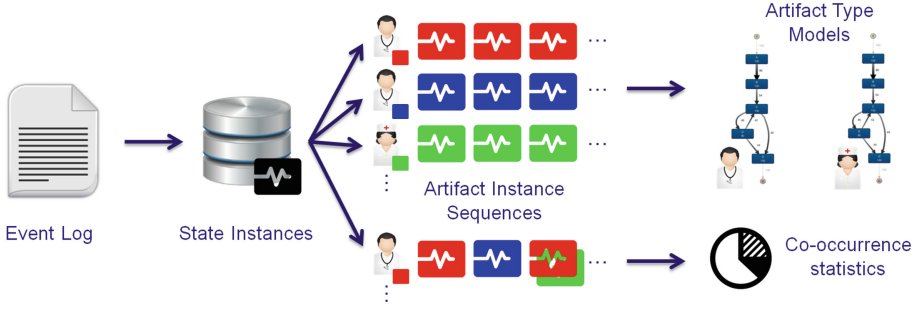 Event Log
State Instances
Artifact Instance
Sequences
Artifact Type
Models
Co-occurrence
statistics